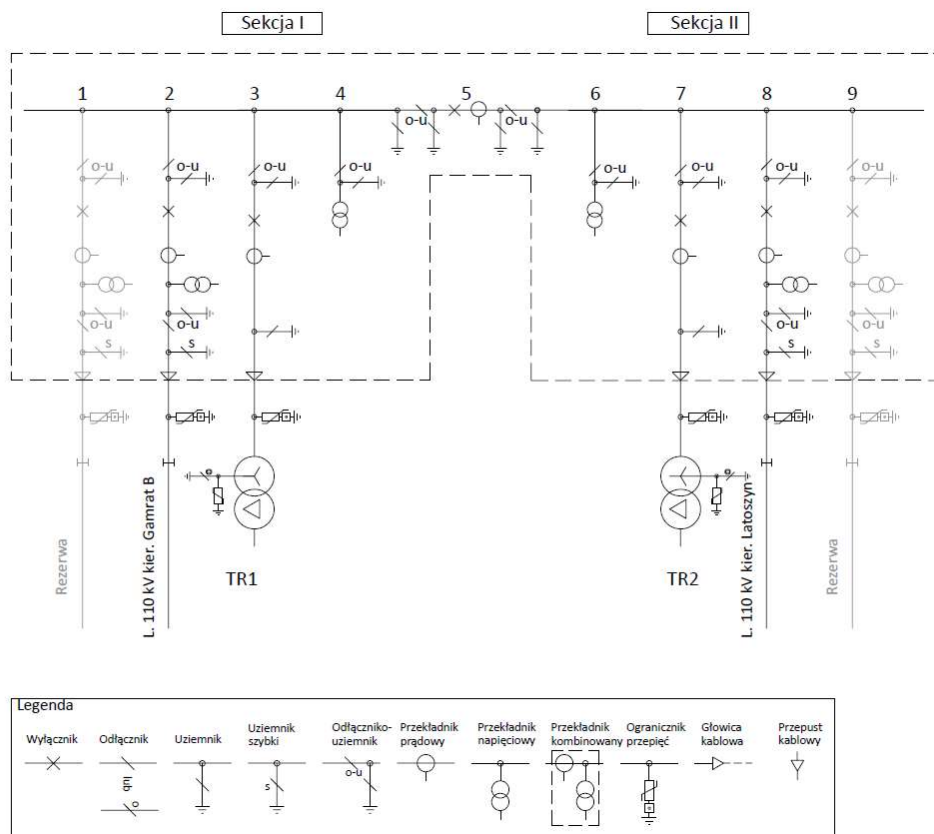 Sekcja I
Sekcja II
1 2 3 4 5 6 7 8 9
o-u o-u
o-u o-u o-u o-u o-u o-u o-u
o-u o-u o-u o-u
s s s s
o o
Rezerwa
L. 110 kV kier. Gamrat B
TR1
TR2
L. 110 kV kier. Latoszyn
Rezerwa
Legenda
Wyłącznik
Odłącznik
lub
o
Uziemnik
Uziemnik
szybki
s
Odłączniko-
uziemnik
o-u
Przekładnik
prądowy
Przekładnik
napięciowy
Przekładnik
kombinowany
Ogranicznik
przepięć
Głowica
kablowa
Przepust
kablowy